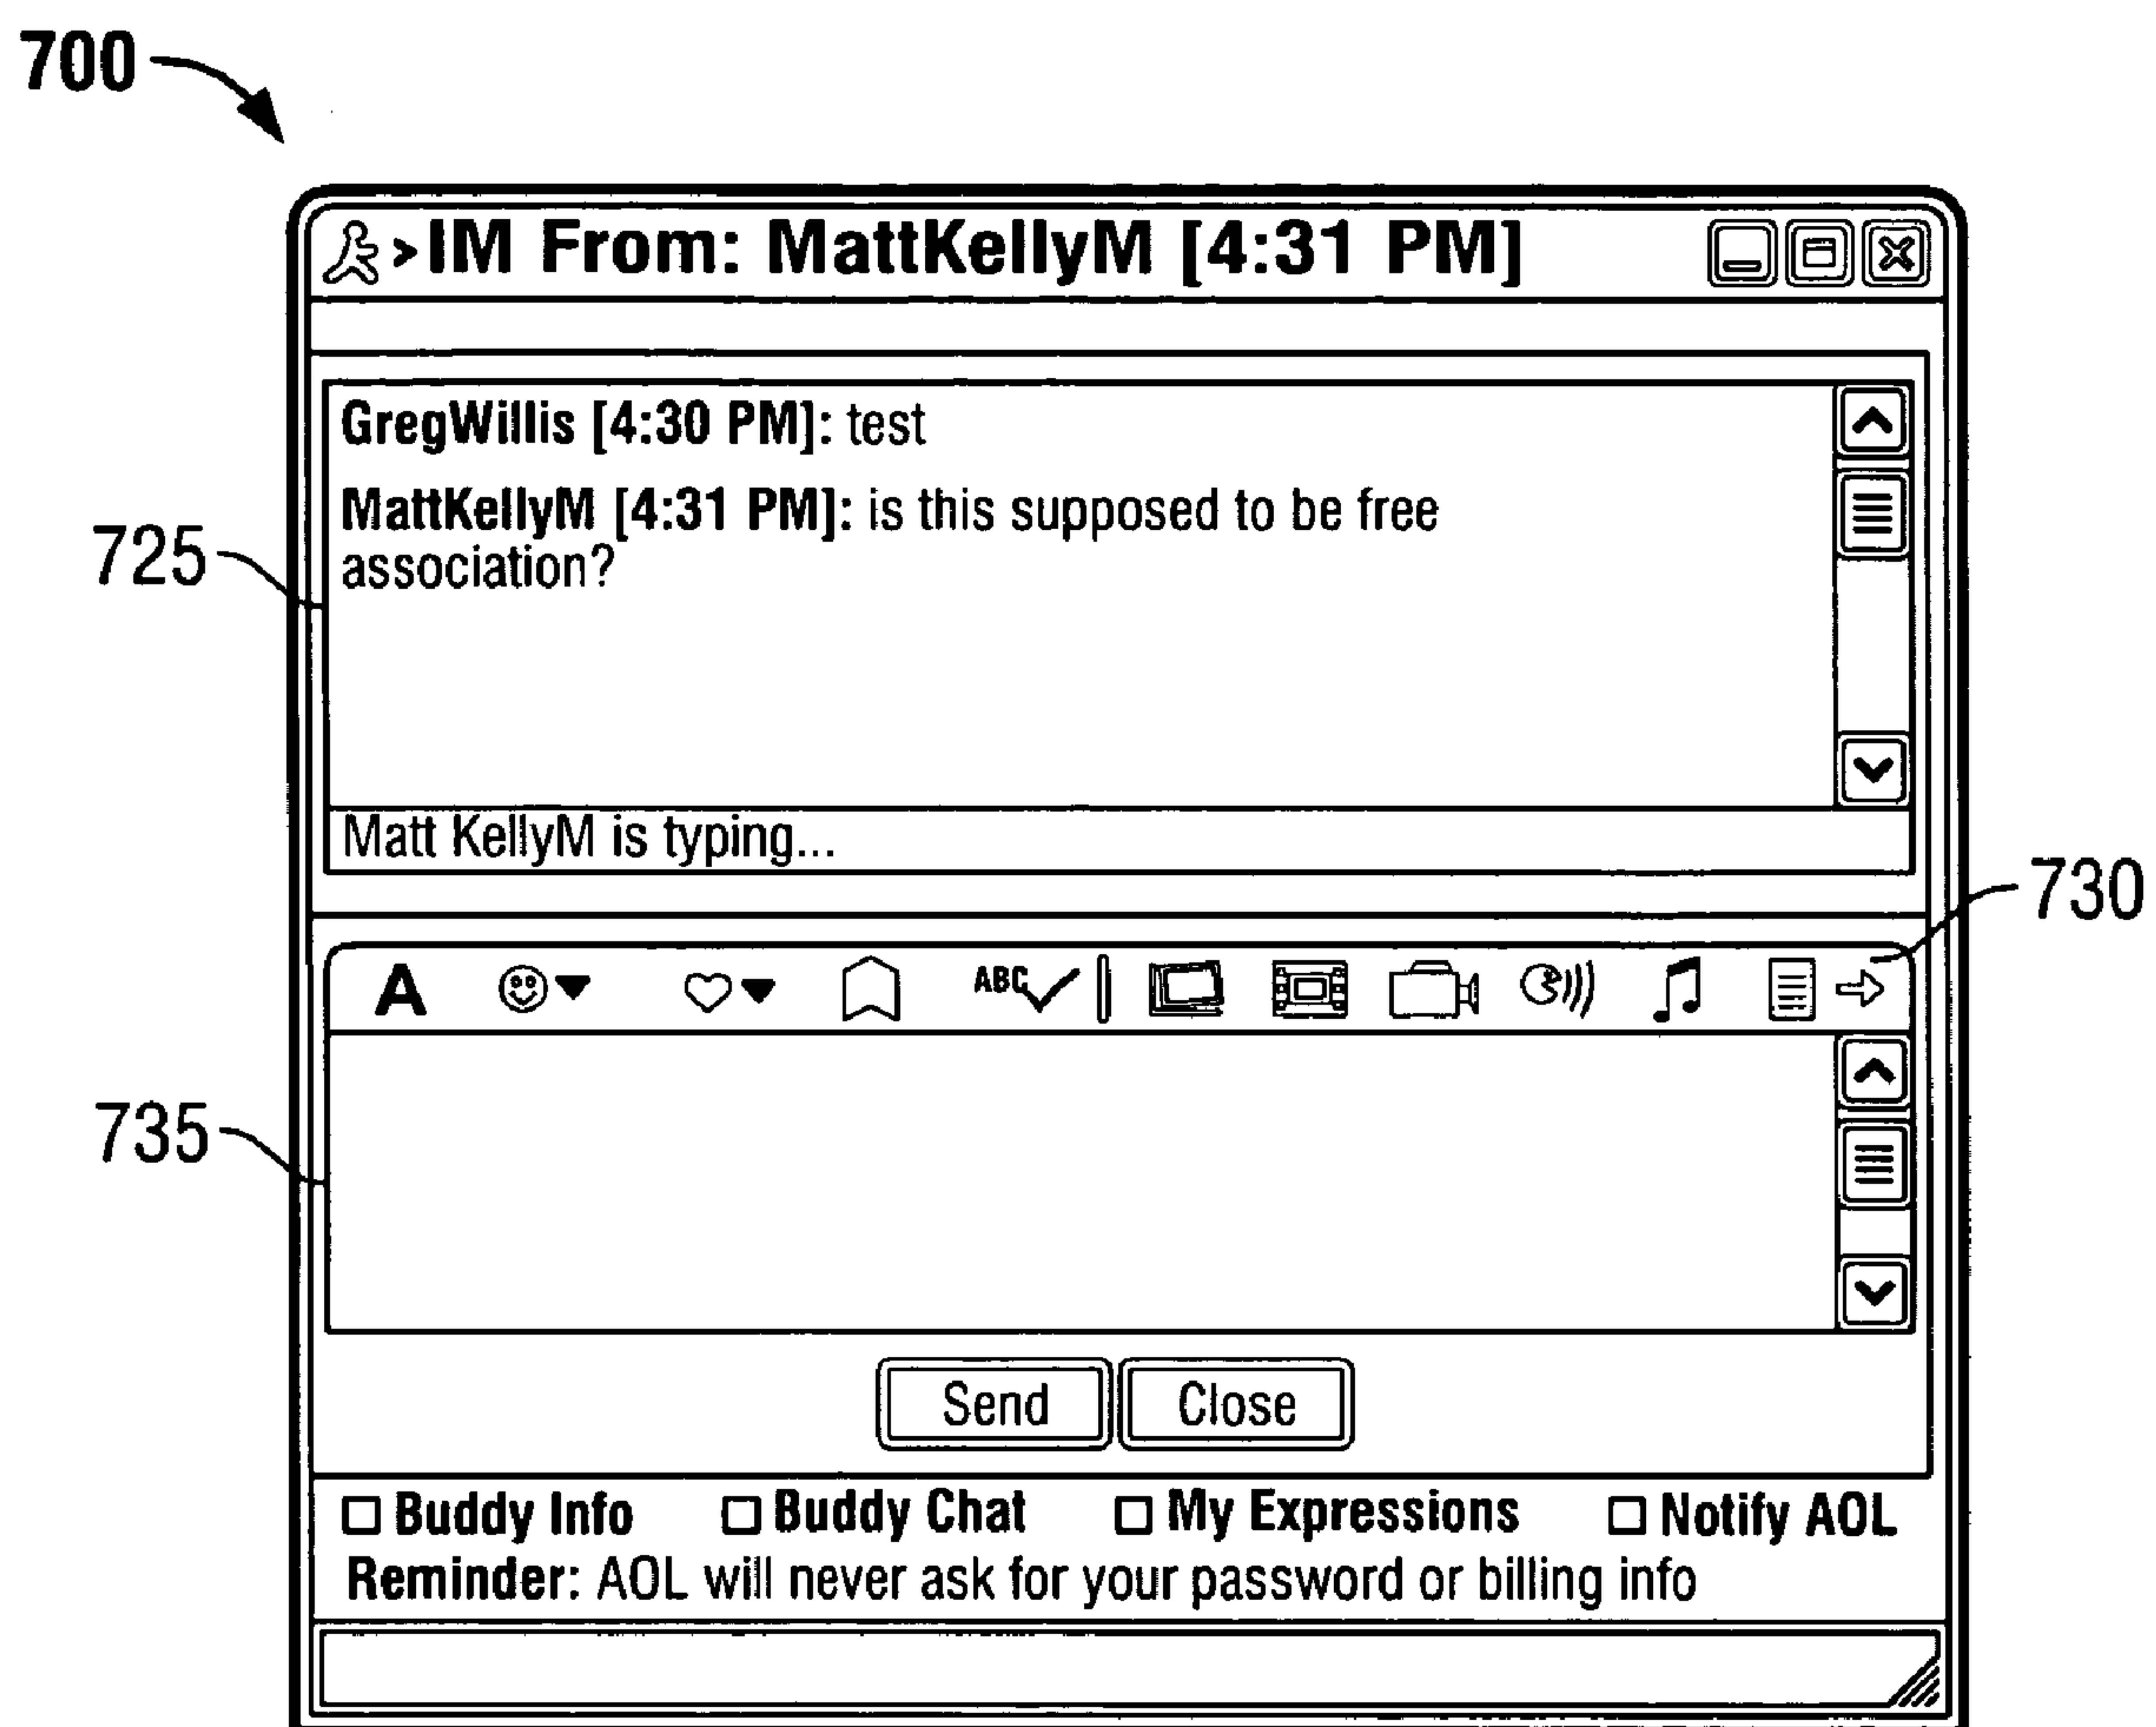 700
>IM From: MattKellyM [4:31 PM]
GregWillis [4:30 PM]: test
MattKellyM [4:31 PM]: is this supposed to be free
association?
725
Matt KellyM is typing...
730
A
ABC
735
Send Close
Buddy Info Buddy Chat My Expressions Notify AOL
Reminder: AOL will never ask for your password or billing info